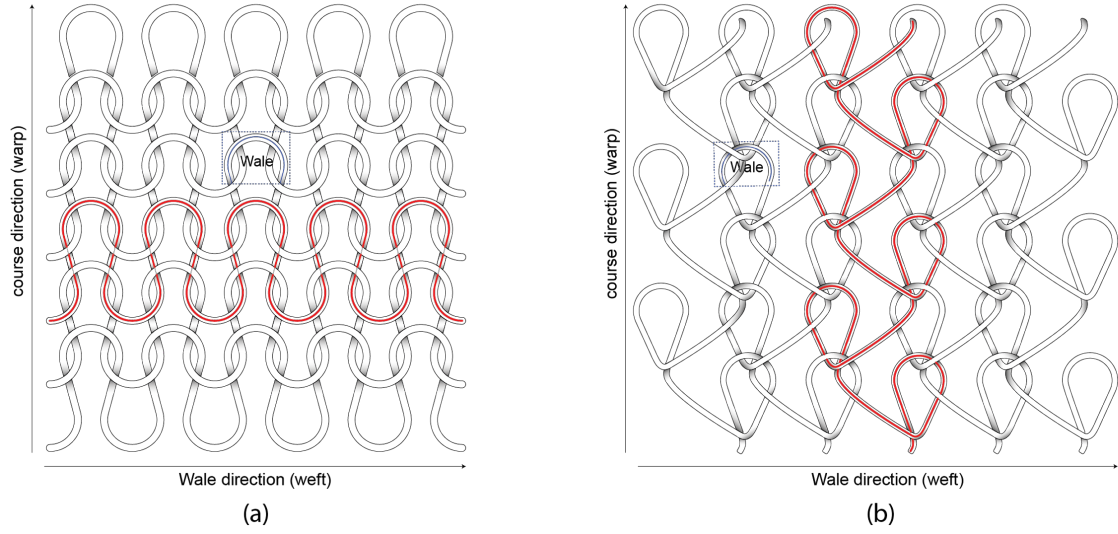 course direction (warp)
Wale
Wale direction (weft)
(a)
course direction (warp)
Wale
Wale direction (weft)
(b)